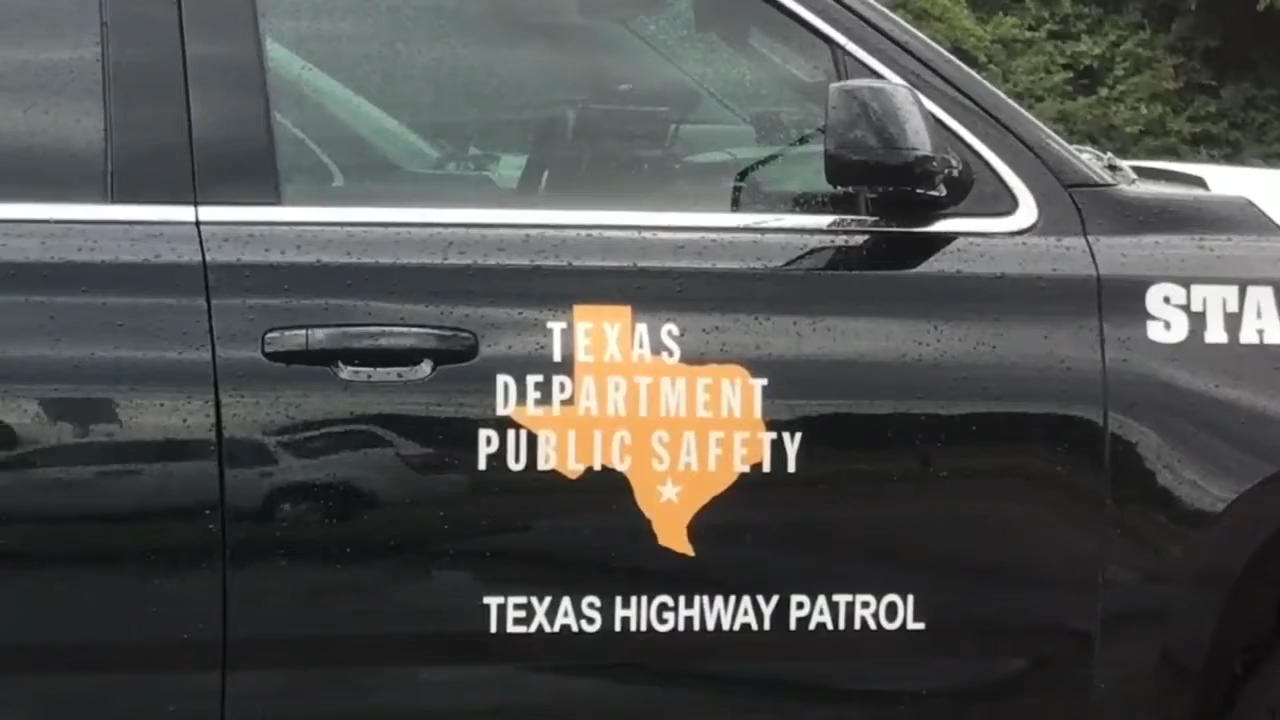 TEXAS
DEPARTMENT
PUBLIC SAFETY
TEXAS HIGHWAY PATROL
STA